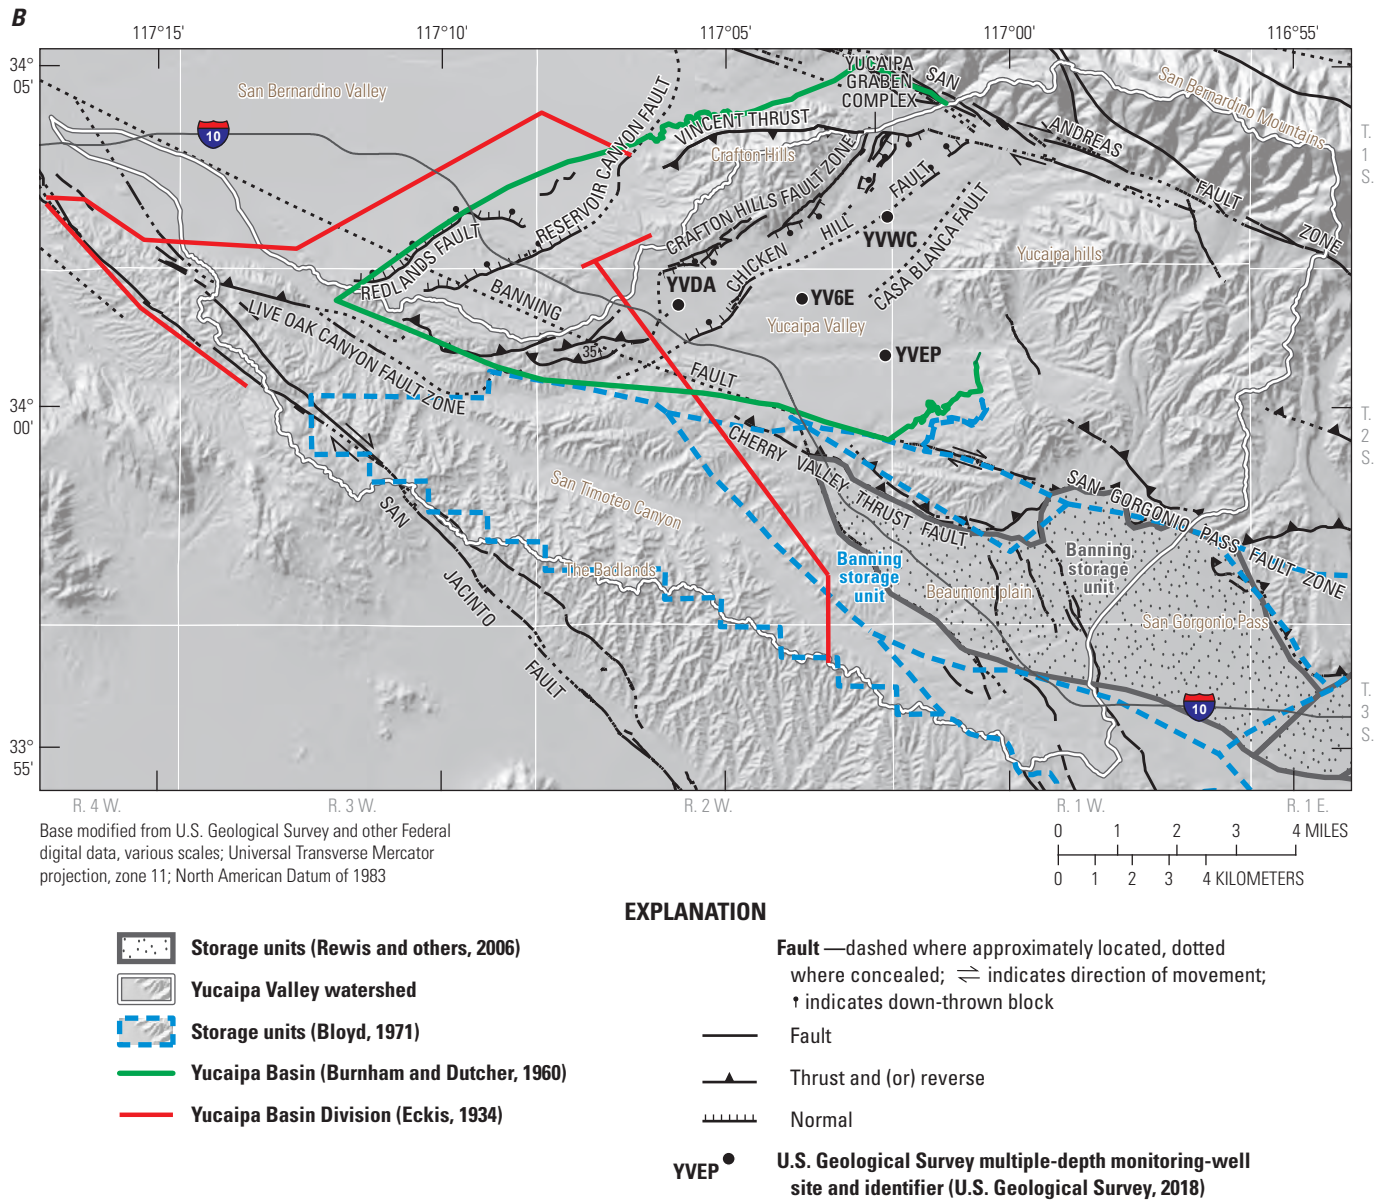 B
117°15'
117°10'
117°05'
117°00'
116°55'
34°
05'
34°
00'
33°
55'
T.
1
S.
T.
2
S.
T.
3
S.
R. 4 W.
R. 3 W.
R. 2 W.
R. 1 W.
R. 1 E.
San Bernardino Valley
10
RESERVOIR CANYON FAULT
VINCENT THRUST
YUCAIPA
GRABEN
COMPLEX
SAN
ANDREAS
FAULT
ZONE
San Bernardino Mountains
Crafton Hills
CRAFTON HILLS FAULT ZONE
CHICKEN
HILL
FAULT
CASA BLANCA FAULT
Yucaipa hills
YVWC
YVDA
YV6E
Yucaipa Valley
YVEP
REDLANDS FAULT
BANNING
FAULT
35
LIVE OAK CANYON FAULT ZONE
CHERRY VALLEY THRUST FAULT
SAN GORGONIO PASS FAULT ZONE
San Timoteo Canyon
The Badlands
SAN
JACINTO
FAULT
Banning
storage
unit
Banning
storage
unit
Beaumont plain
San Gorgonio Pass
10
Base modified from U.S. Geological Survey and other Federal
digital data, various scales; Universal Transverse Mercator
projection, zone 11; North American Datum of 1983
0 1 2 3 4 MILES
0 1 2 3 4 KILOMETERS
EXPLANATION
Storage units (Rewis and others, 2006)
Yucaipa Valley watershed
Storage units (Bloyd, 1971)
Yucaipa Basin (Burnham and Dutcher, 1960)
Yucaipa Basin Division (Eckis, 1934)
Fault —dashed where approximately located, dotted
where concealed; indicates direction of movement;
indicates down-thrown block
Fault
Thrust and (or) reverse
Normal
YVEP
U.S. Geological Survey multiple-depth monitoring-well
site and identifier (U.S. Geological Survey, 2018)